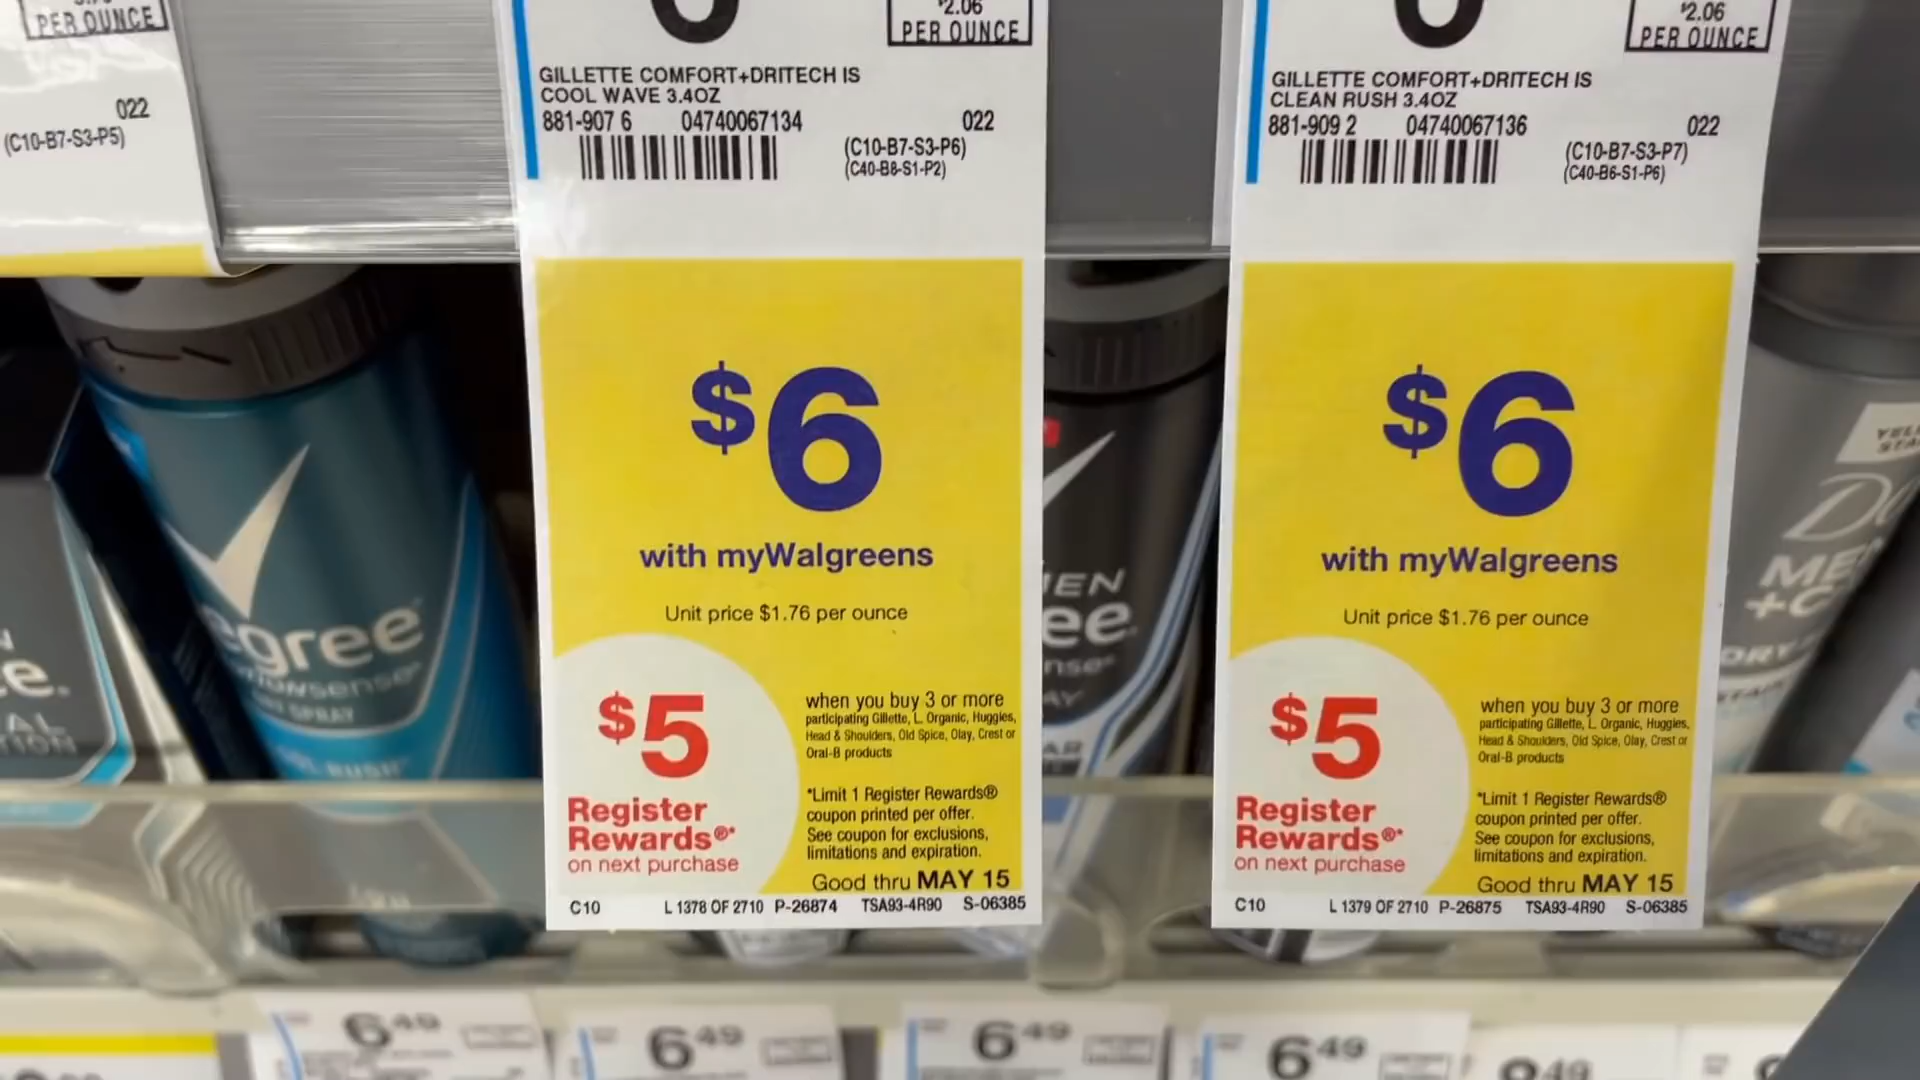 PER OUNCE
022
(C10-B7-S3-P5)
$2.06
PER OUNCE
GILLETTE COMFORT+DRITECH IS
COOL WAVE 3.4OZ
881-907 6 04740067134 022
(C10-B7-S3-P6)
(C40-B8-S1-P2)
$6
with myWalgreens
Unit price $1.76 per ounce
$5
Register
Rewards®*
on next purchase
when you buy 3 or more
participating Gillette, L. Organic, Huggies,
Head & Shoulders, Old Spice, Olay, Crest or
Oral-B products
*Limit 1 Register Rewards®
coupon printed per offer.
See coupon for exclusions,
limitations and expiration.
Good thru MAY 15
C10 L 1378 OF 2710 P-26874 TSA93-4R90 S-06385
$2.06
PER OUNCE
GILLETTE COMFORT+DRITECH IS
CLEAN RUSH 3.4OZ
881-909 2 04740067136 022
(C10-B7-S3-P7)
(C40-B6-S1-P6)
$6
with myWalgreens
Unit price $1.76 per ounce
$5
Register
Rewards®*
on next purchase
when you buy 3 or more
participating Gillette, L. Organic, Huggies,
Head & Shoulders, Old Spice, Olay, Crest or
Oral-B products
*Limit 1 Register Rewards®
coupon printed per offer.
See coupon for exclusions,
limitations and expiration.
Good thru MAY 15
C10 L 1379 OF 2710 P-26875 TSA93-4R90 S-06385
egree
SPRAY
RUSH
ee
6 49
6 49
6 49
6 49